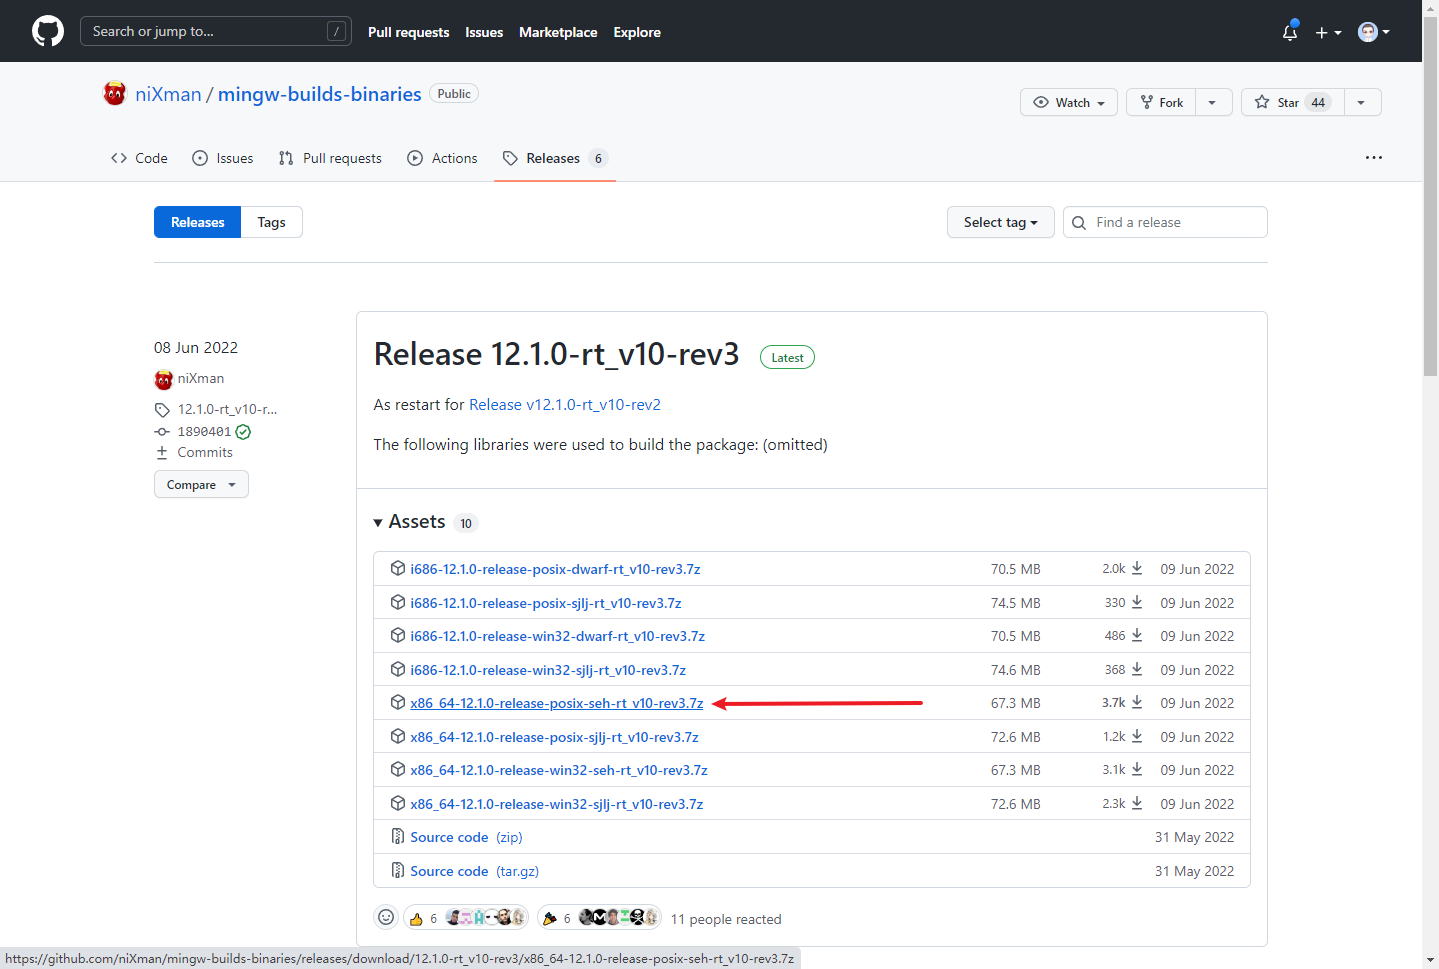 Search or jump to... /
Pull requests Issues Marketplace Explore
niXman / mingw-builds-binaries Public
Watch Fork Star 44
Code Issues Pull requests Actions Releases 6
Releases Tags
Select tag Find a release
08 Jun 2022
niXman
12.1.0-rt_v10-r...
1890401
Commits
Compare
Release 12.1.0-rt_v10-rev3 Latest
As restart for Release v12.1.0-rt_v10-rev2
The following libraries were used to build the package: (omitted)
Assets 10
i686-12.1.0-release-posix-dwarf-rt_v10-rev3.7z 70.5 MB 2.0k 09 Jun 2022
i686-12.1.0-release-posix-sjlj-rt_v10-rev3.7z 74.5 MB 330 09 Jun 2022
i686-12.1.0-release-win32-dwarf-rt_v10-rev3.7z 70.5 MB 486 09 Jun 2022
i686-12.1.0-release-win32-sjlj-rt_v10-rev3.7z 74.6 MB 368 09 Jun 2022
x86_64-12.1.0-release-posix-seh-rt_v10-rev3.7z 67.3 MB 3.7k 09 Jun 2022
x86_64-12.1.0-release-posix-sjlj-rt_v10-rev3.7z 72.6 MB 1.2k 09 Jun 2022
x86_64-12.1.0-release-win32-seh-rt_v10-rev3.7z 67.3 MB 3.1k 09 Jun 2022
x86_64-12.1.0-release-win32-sjlj-rt_v10-rev3.7z 72.6 MB 2.3k 09 Jun 2022
Source code (zip) 31 May 2022
Source code (tar.gz) 31 May 2022
6 6 11 people reacted
https://github.com/niXman/mingw-builds-binaries/releases/download/12.1.0-rt_v10-rev3/x86_64-12.1.0-release-posix-seh-rt_v10-rev3.7z